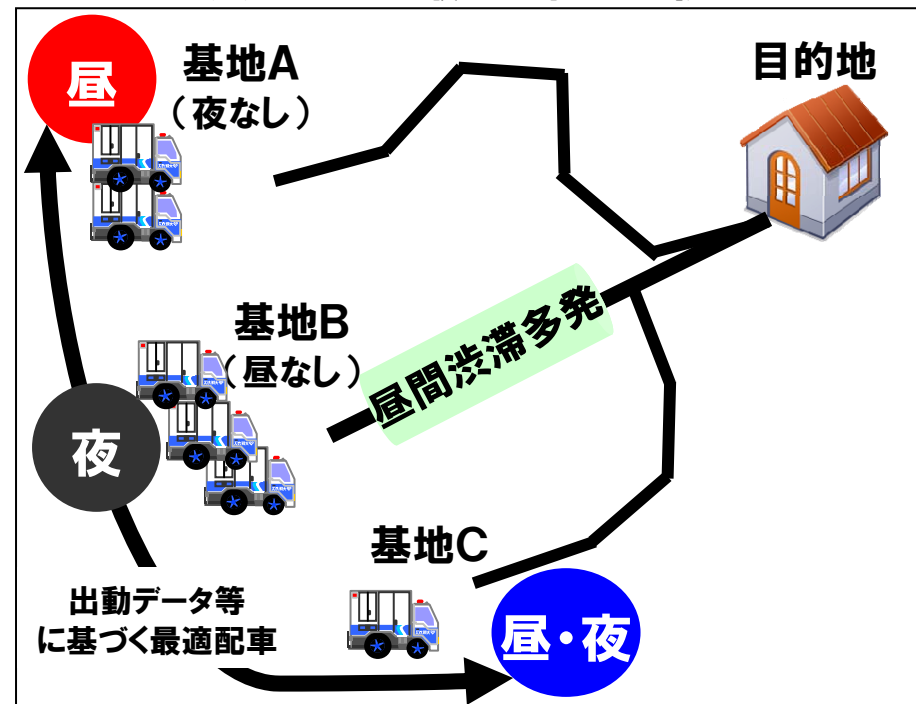 昼
基地A
（夜なし）
目的地
基地B
（昼なし）
昼間渋滞多発
夜
基地C
出動データ等
に基づく最適配車
昼・夜